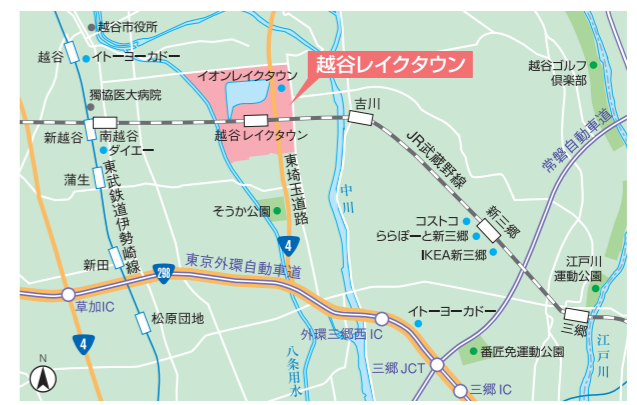 越谷市役所
越谷
イトーヨーカドー
イオンレイクタウン
越谷レイクタウン
越谷ゴルフ
倶楽部
獨協医大病院
吉川
新越谷
南越谷
越谷レイクタウン
ダイエー
JR武蔵野線
常磐自動車道
蒲生
東武鉄道伊勢崎線
東埼玉道路
中川
そうか公園
コストコ
新三郷
ららぽーと新三郷
IKEA新三郷
4
新田
298
東京外環自動車道
江戸川
運動公園
草加IC
松原団地
イトーヨーカドー
三郷
外環三郷西IC
江戸川
4
八条用水
番匠免運動公園
三郷JCT
三郷IC
N